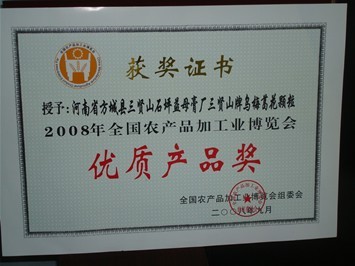 获奖证书
授予:河南省方城县三贤山石坪益母膏厂三贤山牌乌梅葛花颗粒
2008年全国农产品加工业博览会
优质产品奖
全国农产品加工业博览会组委会
二〇〇八年九月